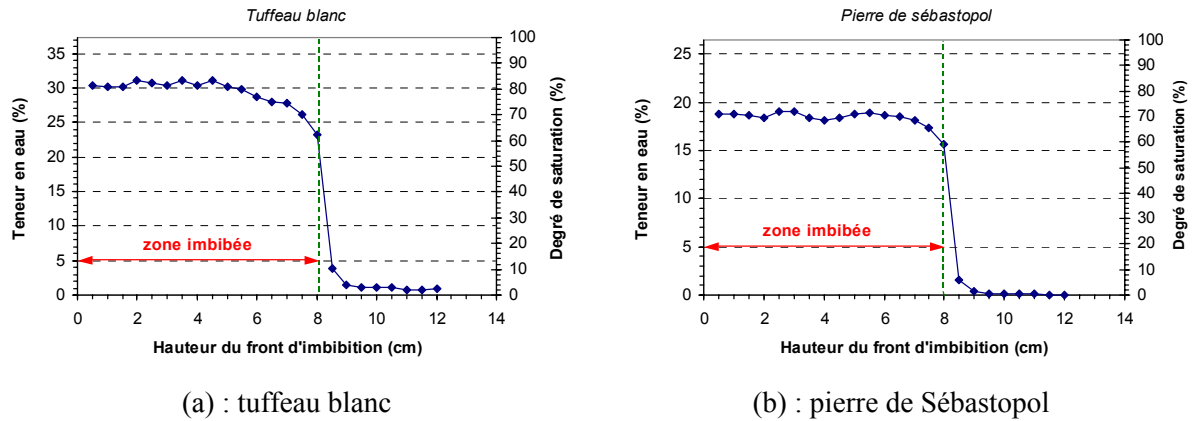 Tuffeau blanc
Teneur en eau (%)
35
30
25
20
15
10
5
0
100
90
80
70
60
50
40
30
20
10
0
Degré de saturation (%)
zone imbibée
0 2 4 6 8 10 12 14
Hauteur du front d'imbibition (cm)
(a) : tuffeau blanc
Pierre de sébastopol
Teneur en eau (%)
25
20
15
10
5
0
100
90
80
70
60
50
40
30
20
10
0
Degré de saturation (%)
zone imbibée
0 2 4 6 8 10 12 14
Hauteur du front d'imbibition (cm)
(b) : pierre de Sébastopol